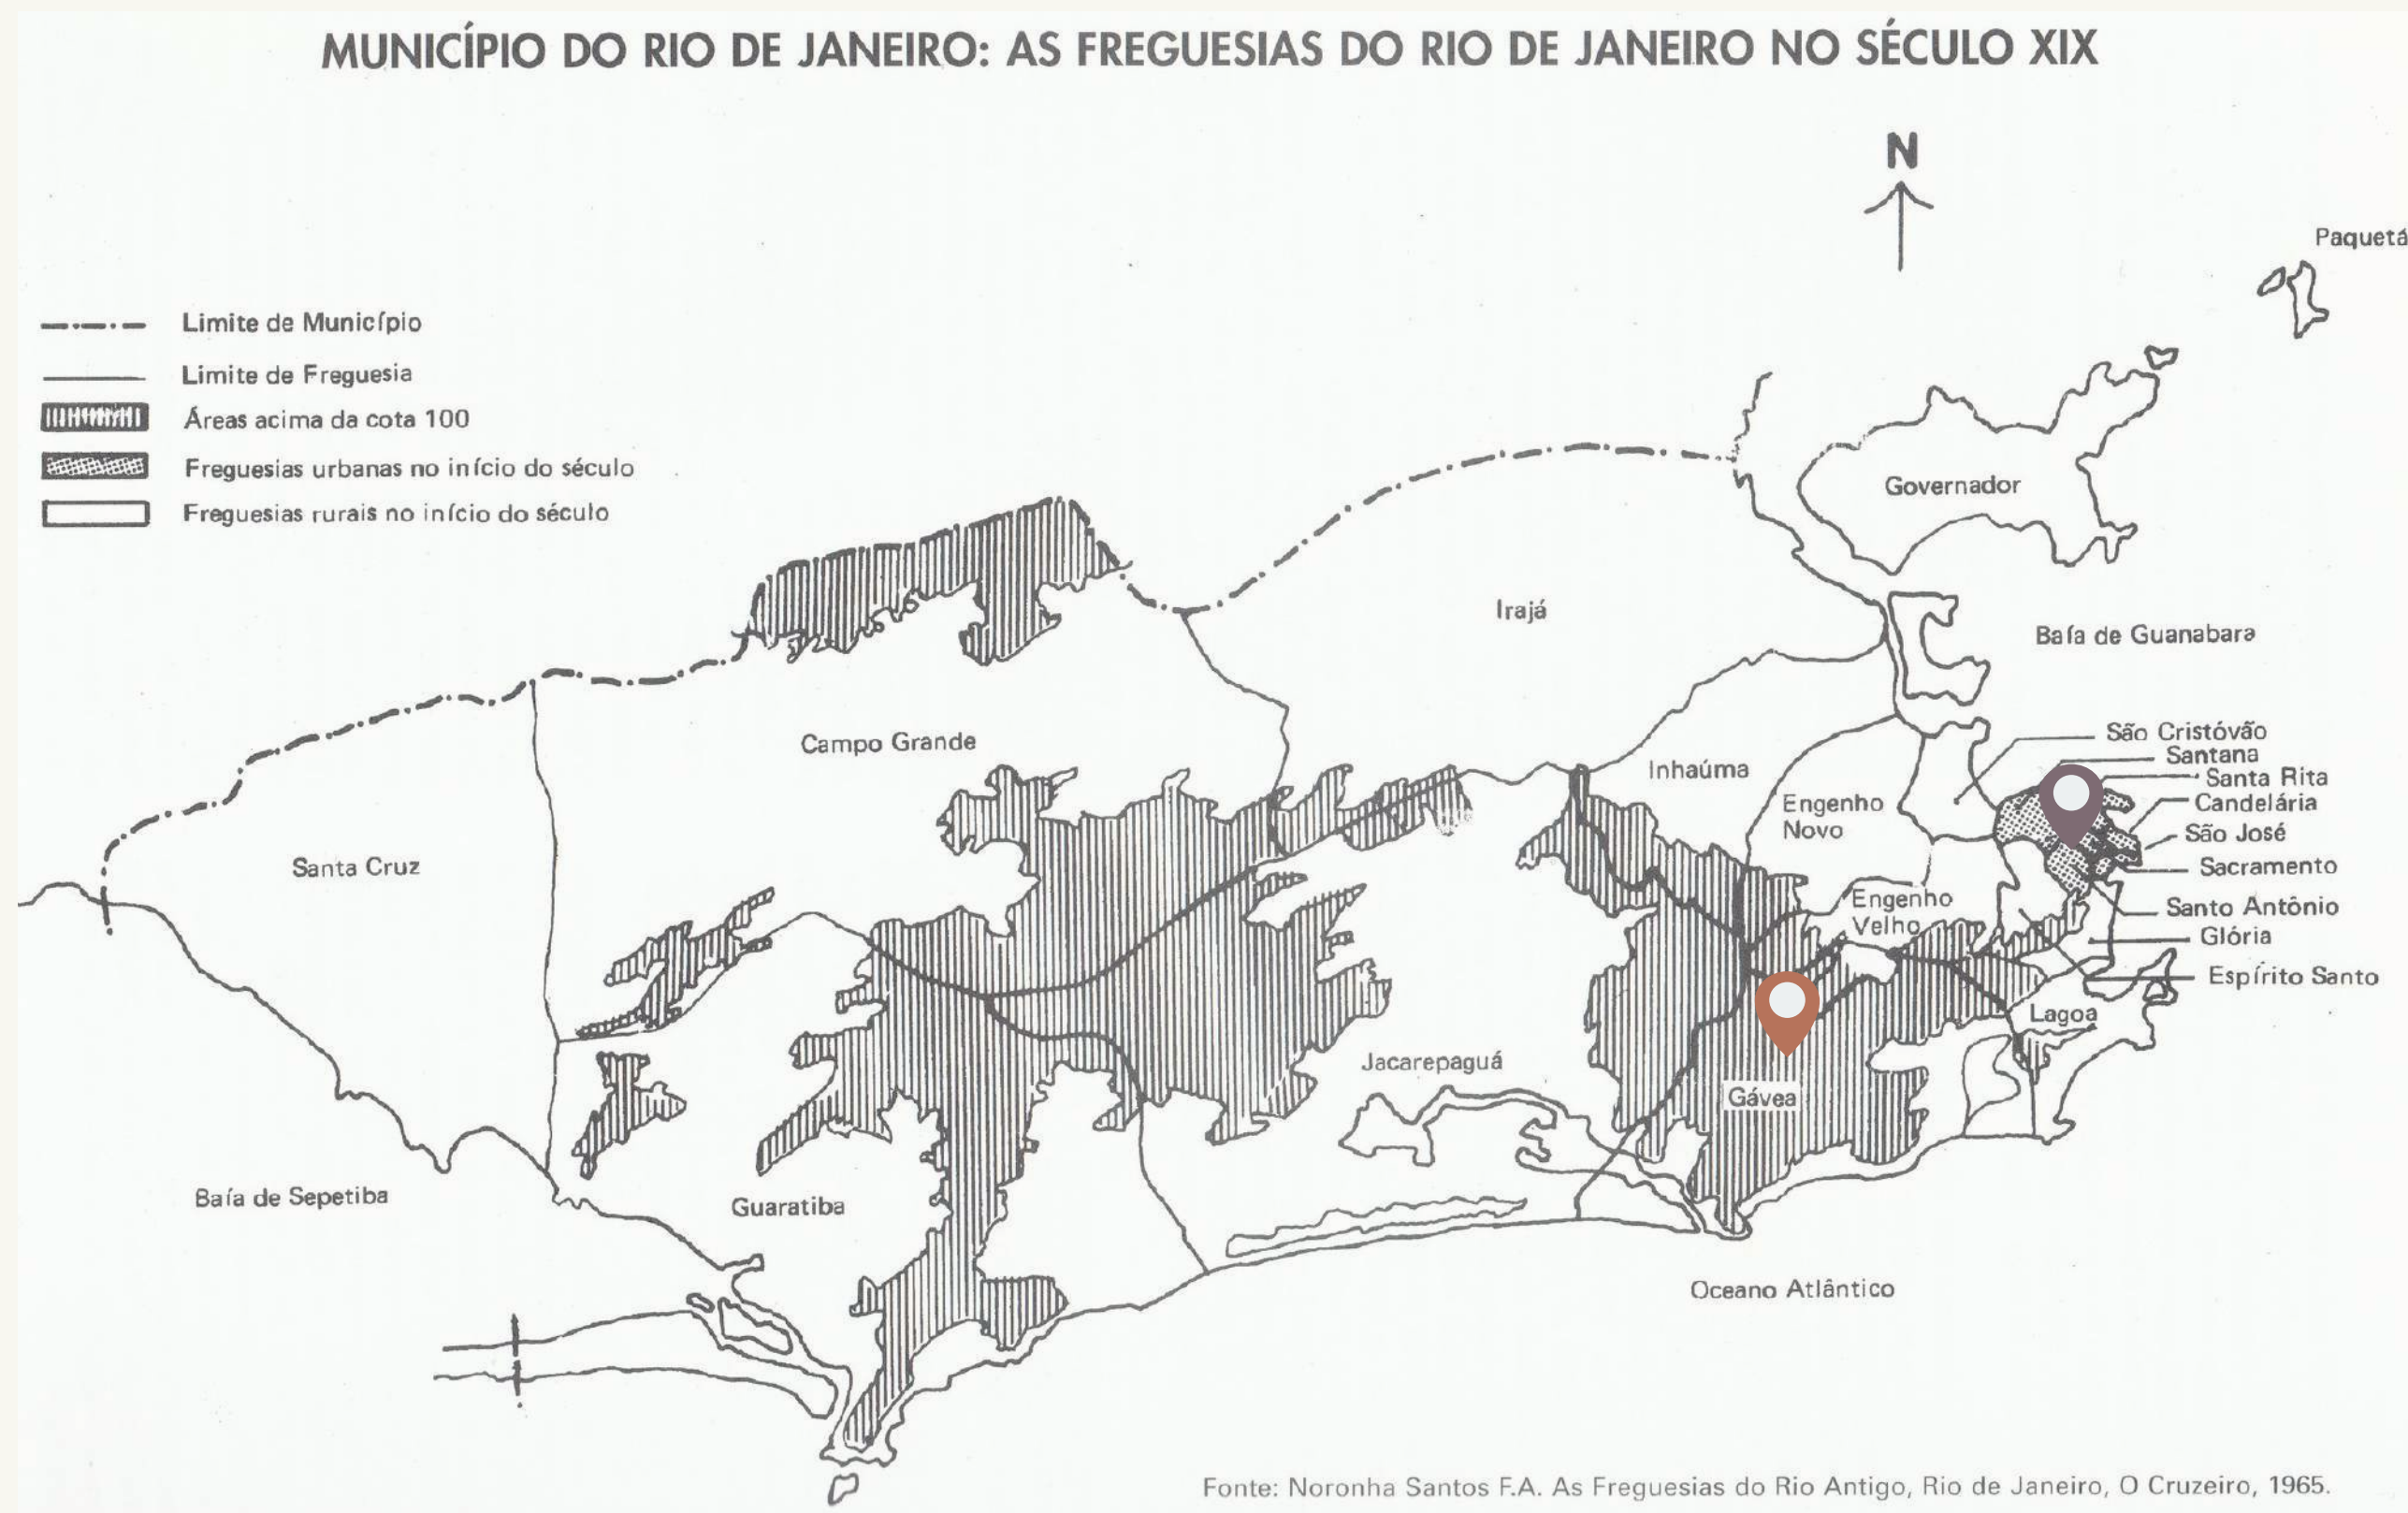 MUNICÍPIO DO RIO DE JANEIRO: AS FREGUESIAS DO RIO DE JANEIRO NO SÉCULO XIX
N
Paquetá
Limite de Município
Limite de Freguesia
Áreas acima da cota 100
Freguesias urbanas no início do século
Freguesias rurais no início do século
Governador
Irajá
Baía de Guanabara
São Cristóvão
Santana
Santa Rita
Candelária
São José
Sacramento
Santo Antônio
Glória
Espírito Santo
Campo Grande
Inhaúma
Engenho
Novo
Santa Cruz
Engenho
Velho
Lagoa
Jacarepaguá
Gávea
Baía de Sepetiba
Guaratiba
Oceano Atlântico
Fonte: Noronha Santos F.A. As Freguesias do Rio Antigo, Rio de Janeiro, O Cruzeiro, 1965.